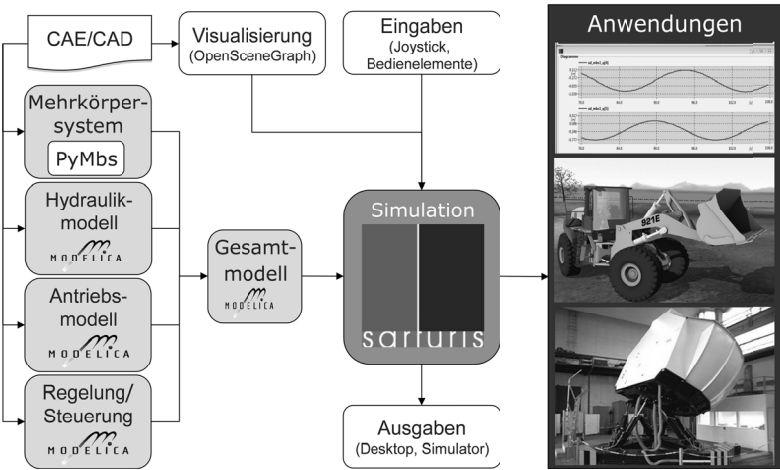 CAE/CAD
Visualisierung
(OpenSceneGraph)
Eingaben
(Joystick,
Bedienelemente)
Anwendungen
Mehrkörper-
system
PyMbs
Hydraulik-
modell
MODELICA
Antriebs-
modell
MODELICA
Regelung/
Steuerung
MODELICA
Gesamt-
modell
MODELICA
Simulation
sarturis
Ausgaben
(Desktop, Simulator)
921E